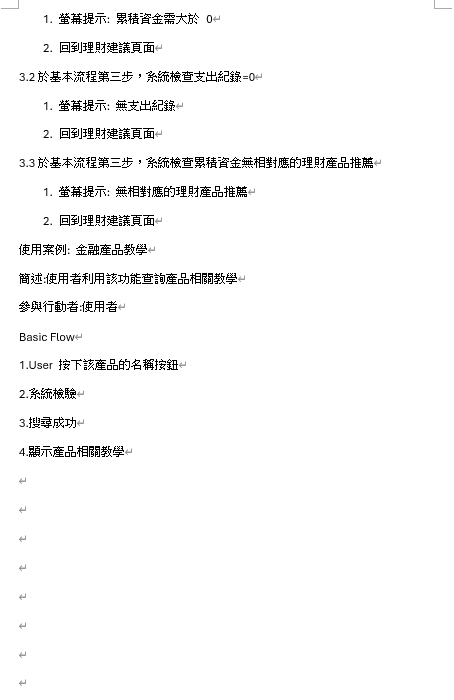 1. 螢幕提示: 累積資金需大於 0
2. 回到理財建議頁面
3.2 於基本流程第三步，系統檢查支出紀錄=0
1. 螢幕提示: 無支出紀錄
2. 回到理財建議頁面
3.3 於基本流程第三步，系統檢查累積資金無相對應的理財產品推薦
1. 螢幕提示: 無相對應的理財產品推薦
2. 回到理財建議頁面
使用案例: 金融產品教學
簡述:使用者利用該功能查詢產品相關教學
參與行動者:使用者
Basic Flow
1.User 按下該產品的名稱按鈕
2.系統檢驗
3.搜尋成功
4.顯示產品相關教學